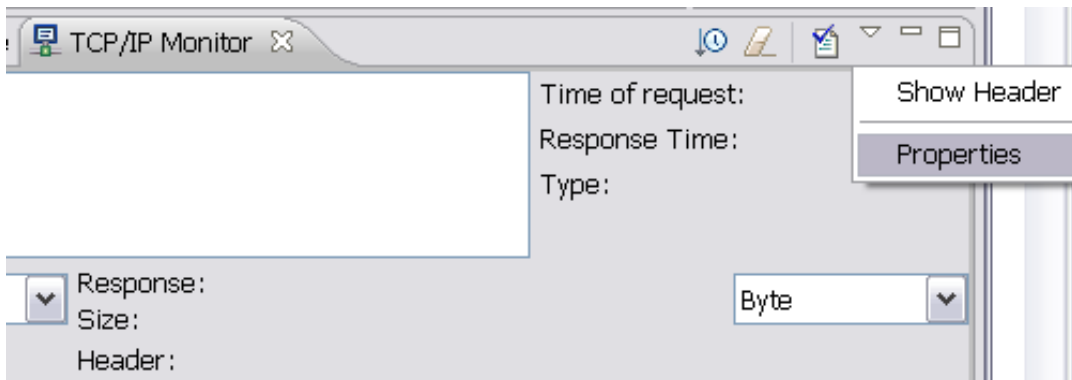 TCP/IP Monitor
Time of request:
Show Header
Response Time:
Properties
Type:
Response:
Byte
Size:
Header: